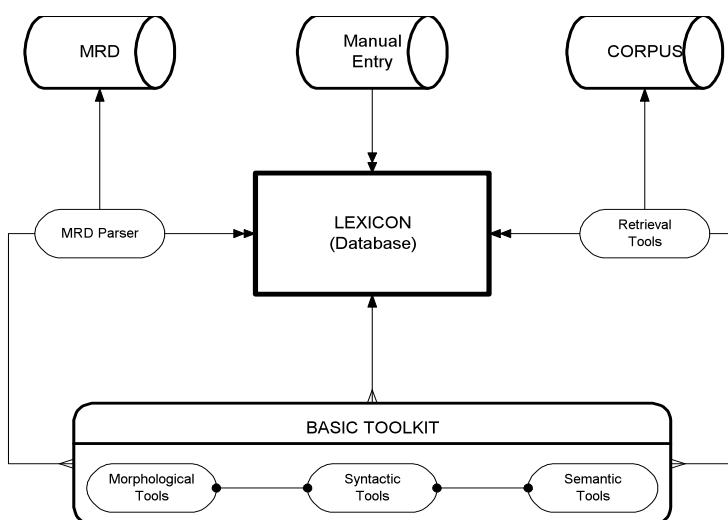 MRD
Manual
Entry
CORPUS
MRD Parser
LEXICON
(Database)
Retrieval
Tools
BASIC TOOLKIT
Morphological
Tools
Syntactic
Tools
Semantic
Tools